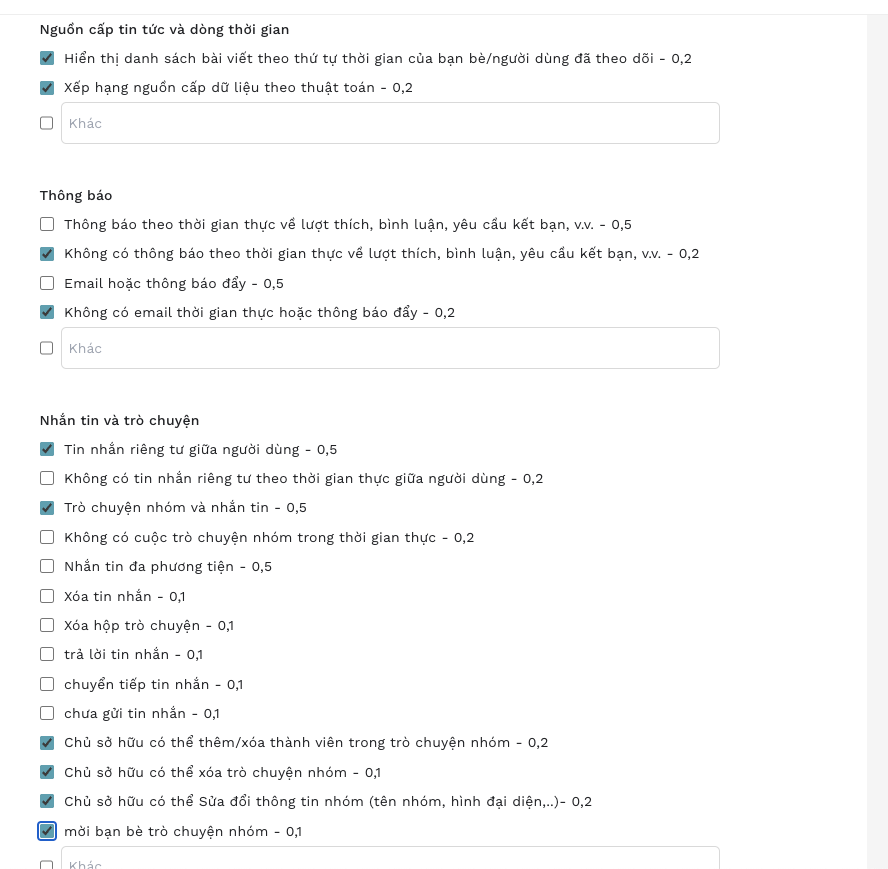 Nguồn cấp tin tức và dòng thời gian
Hiển thị danh sách bài viết theo thứ tự thời gian của bạn bè/người dùng đã theo dõi - 0,2
Xếp hạng nguồn cấp dữ liệu theo thuật toán - 0,2
Khác
Thông báo
Thông báo theo thời gian thực về lượt thích, bình luận, yêu cầu kết bạn, v.v. - 0,5
Không có thông báo theo thời gian thực về lượt thích, bình luận, yêu cầu kết bạn, v.v. - 0,2
Email hoặc thông báo đẩy - 0,5
Không có email thời gian thực hoặc thông báo đẩy - 0,2
Khác
Nhắn tin và trò chuyện
Tin nhắn riêng tư giữa người dùng - 0,5
Không có tin nhắn riêng tư theo thời gian thực giữa người dùng - 0,2
Trò chuyện nhóm và nhắn tin - 0,5
Không có cuộc trò chuyện nhóm trong thời gian thực - 0,2
Nhắn tin đa phương tiện - 0,5
Xóa tin nhắn - 0,1
Xóa hộp trò chuyện - 0,1
trả lời tin nhắn - 0,1
chuyển tiếp tin nhắn - 0,1
chưa gửi tin nhắn - 0,1
Chủ sở hữu có thể thêm/xóa thành viên trong trò chuyện nhóm - 0,2
Chủ sở hữu có thể xóa trò chuyện nhóm - 0,1
Chủ sở hữu có thể Sửa đổi thông tin nhóm (tên nhóm, hình đại diện,..)- 0,2
mời bạn bè trò chuyện nhóm - 0,1
Khác